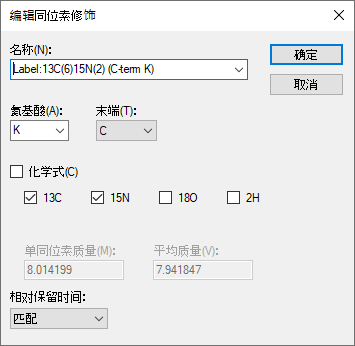 编辑同位素修饰
名称(N):
Label:13C(6)15N(2) (C-term K)
确定
取消
氨基酸(A):
末端(T):
K
C
化学式(C)
13C
15N
18O
2H
单同位素质量(M):
平均质量(V):
8.014199
7.941847
相对保留时间:
匹配